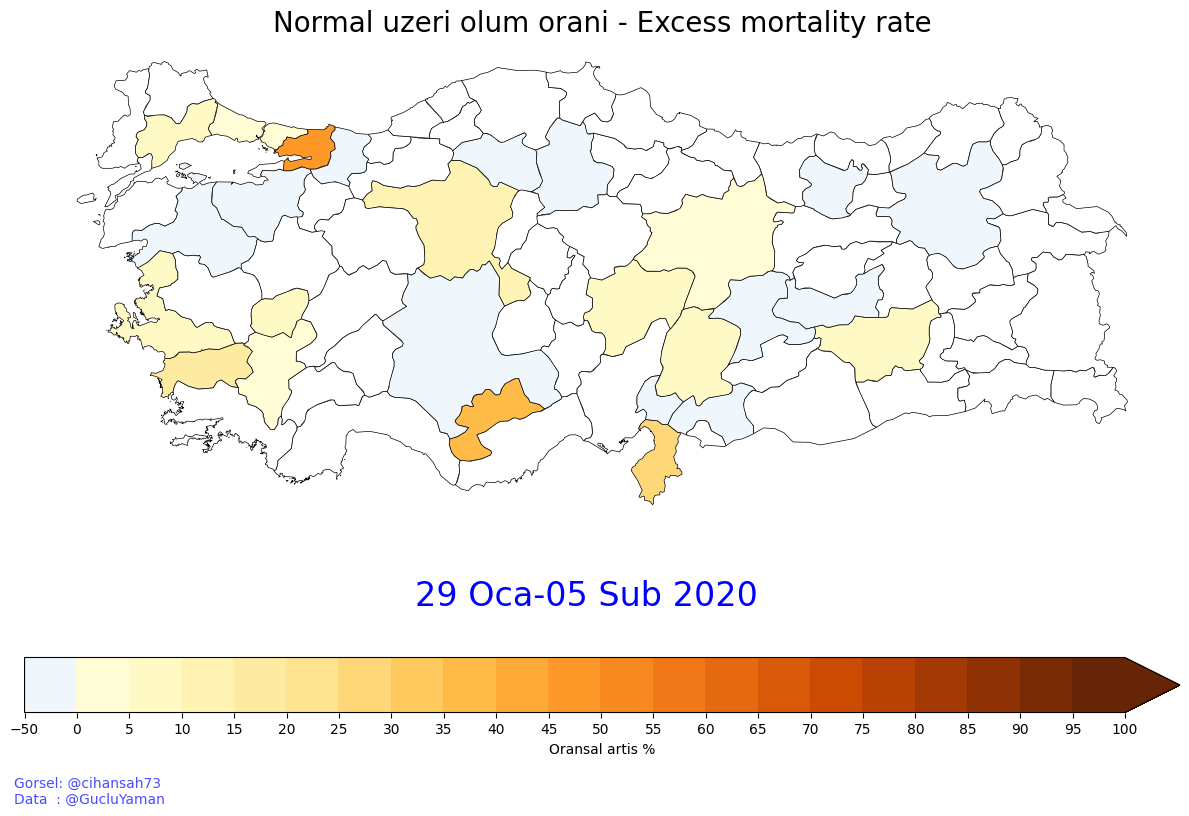 Normal uzeri olum orani - Excess mortality rate
29 Oca-05 Sub 2020
−50 0 5 10 15 20 25 30 35 40 45 50 55 60 65 70 75 80 85 90 95 100
Oransal artis %
Gorsel: @cihansah73
Data  : @GucluYaman